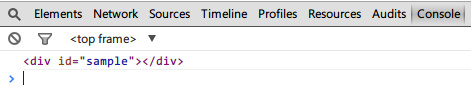 Elements Network Sources Timeline Profiles Resources Audits Console
<top frame> ▼
<div id="sample"></div>
>